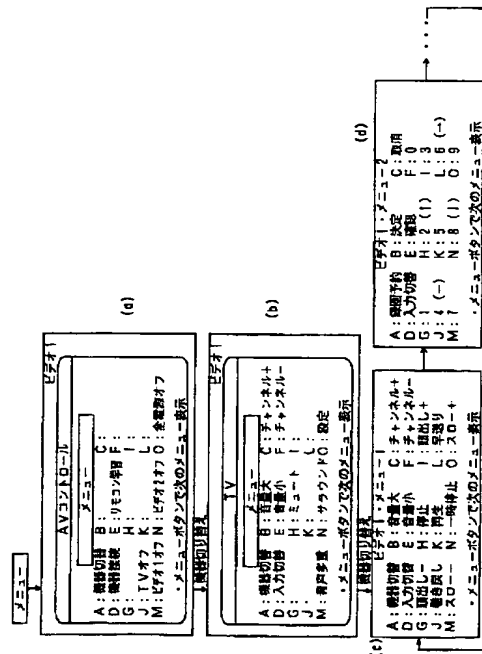 メニュー
(a)
ビデオ1
AVコントロール
メニュー
A:機器切替 B: C:
D:機器接続 E:リモコン学習 F:
G: H: I:
J:TVオフ K: L:
M:ビデオ1オフ N:ビデオ2オフ O:全電源オフ
・メニューボタンで次のメニュー表示
機器切り替え
(b)
ビデオ1
TV
メニュー
A:機器切替 B:音量大 C:チャンネル+
D:入力切替 E:音量小 F:チャンネル−
G: H:ミュート I:
J: K: L:
M:音声多重 N:サラウンド O:設定
・メニューボタンで次のメニュー表示
機器切り替え
(c)
ビデオ1・メニュー1
A:機器切替 B:音量大 C:チャンネル+
D:入力切替 E:音量小 F:チャンネル−
G:頭出し− H:停止 I:頭出し+
J:巻き戻し K:再生 L:早送り
M:スロー− N:一時停止 O:スロー+
・メニューボタンで次のメニュー表示
(d)
ビデオ1・メニュー2
A:録画予約 B:決定 C:取消
D:入力切替 E:確認 F:0
G:1 H:2(↑) I:3
J:4(←) K:5 L:6(→)
M:7 N:8(↓) O:9
・メニューボタンで次のメニュー表示
・・・